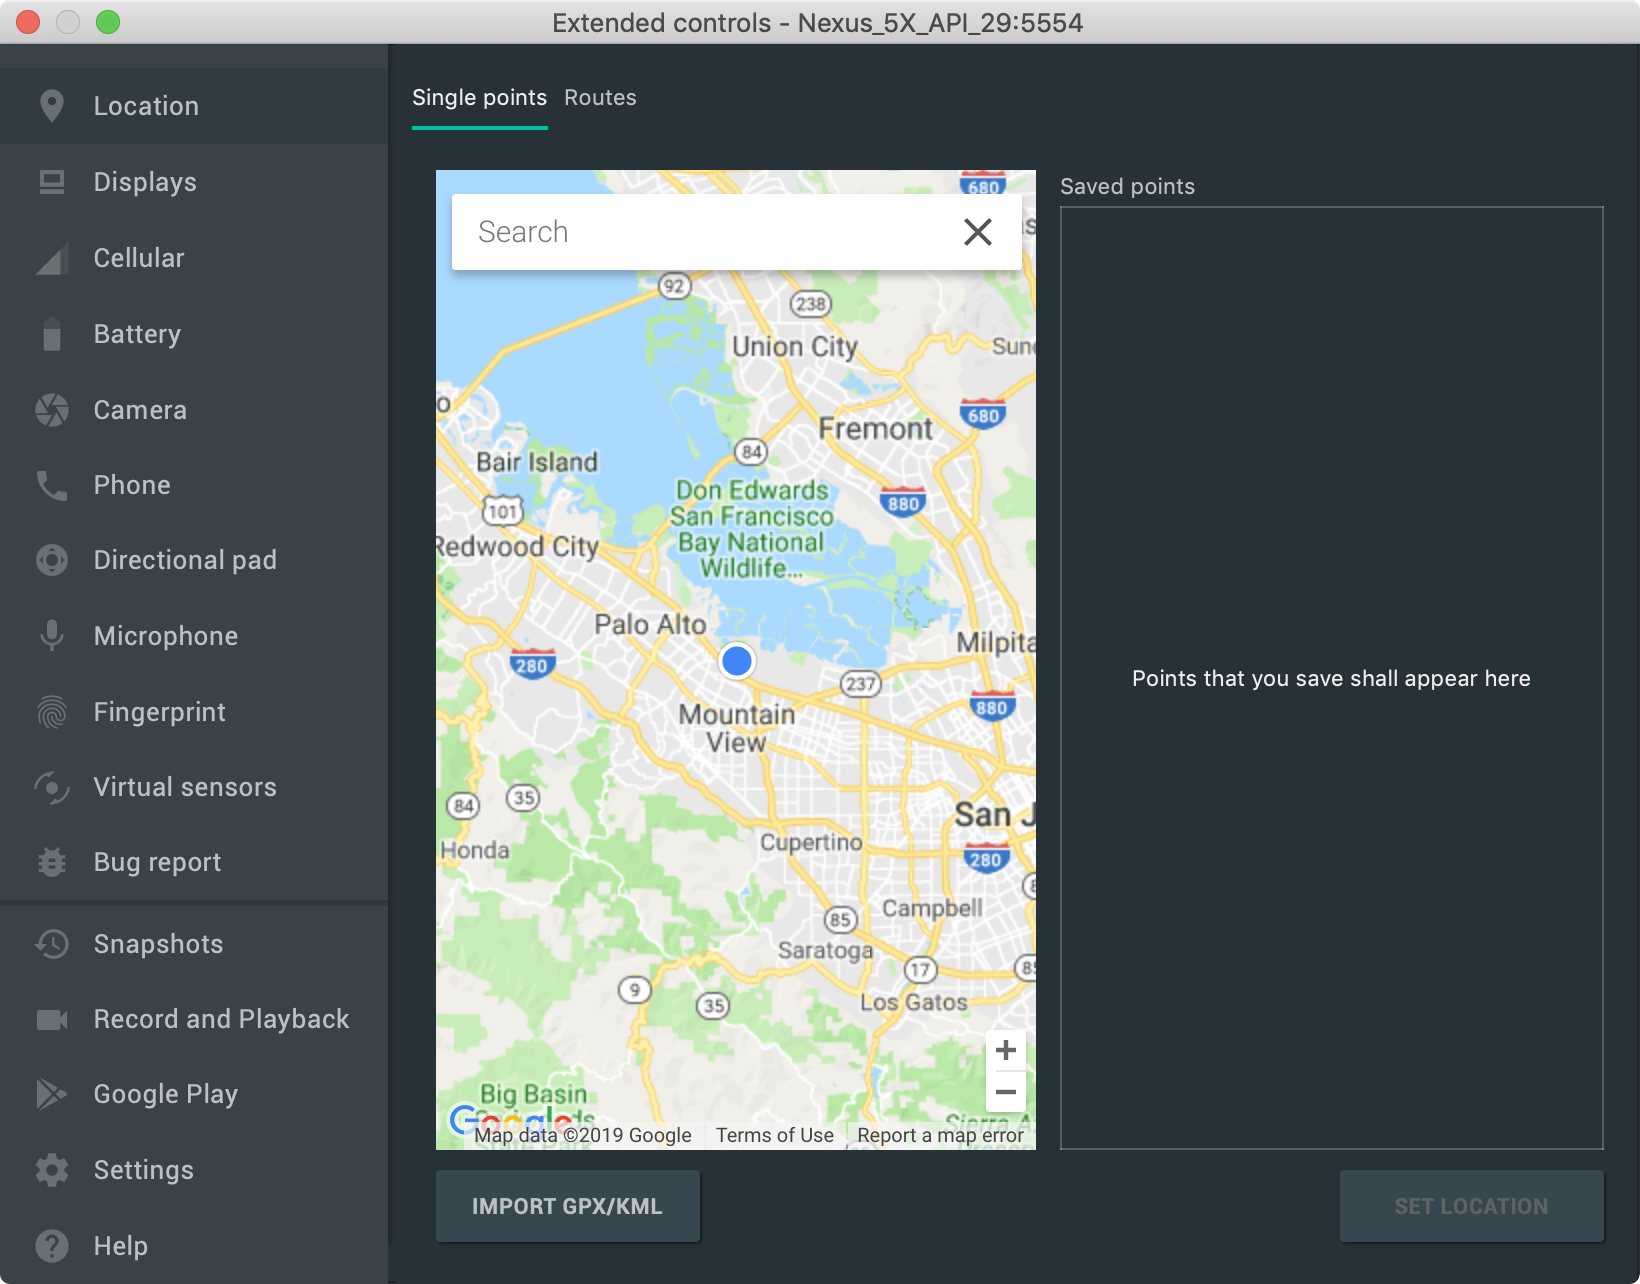 Extended controls - Nexus_5X_API_29:5554
Location
Displays
Cellular
Battery
Camera
Phone
Directional pad
Microphone
Fingerprint
Virtual sensors
Bug report
Snapshots
Record and Playback
Google Play
Settings
Help
Single points Routes
680
Search
92
238
Union City
Sun
680
Fremont
84
Bair Island
Don Edwards
San Francisco
Bay National
Wildlife...
880
101
Redwood City
Palo Alto
Milpita
280
237
880
Mountain
View
84
35
San J
Honda
Cupertino
280
85
Campbell
Saratoga
17
85
9
35
Los Gatos
+
−
Big Basin
Google
Map data ©2019 Google Terms of Use Report a map error
Saved points
Points that you save shall appear here
IMPORT GPX/KML
SET LOCATION